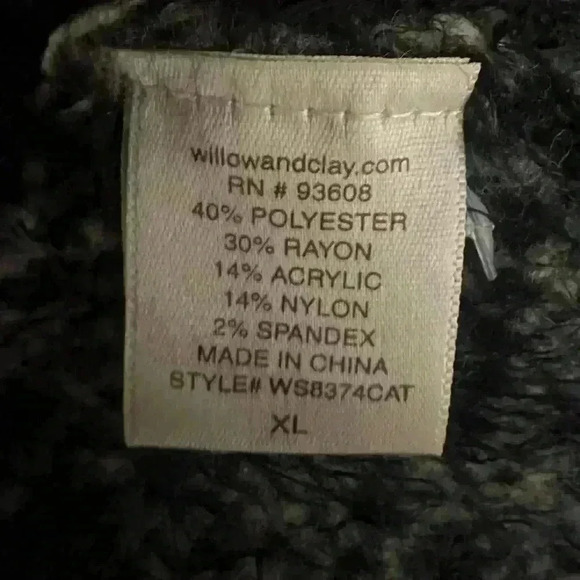 willowandclay.com
RN # 93608
40% POLYESTER
30% RAYON
14% ACRYLIC
14% NYLON
2% SPANDEX
MADE IN CHINA
STYLE# WS8374CAT
XL